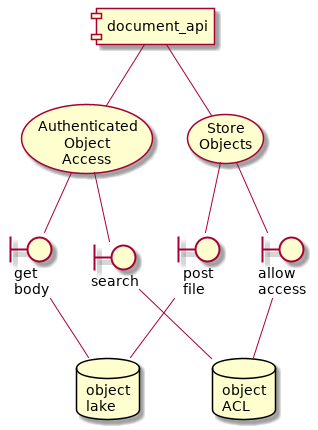 document_api
Authenticated
Object
Access
Store
Objects
get
body
search
post
file
allow
access
object
lake
object
ACL